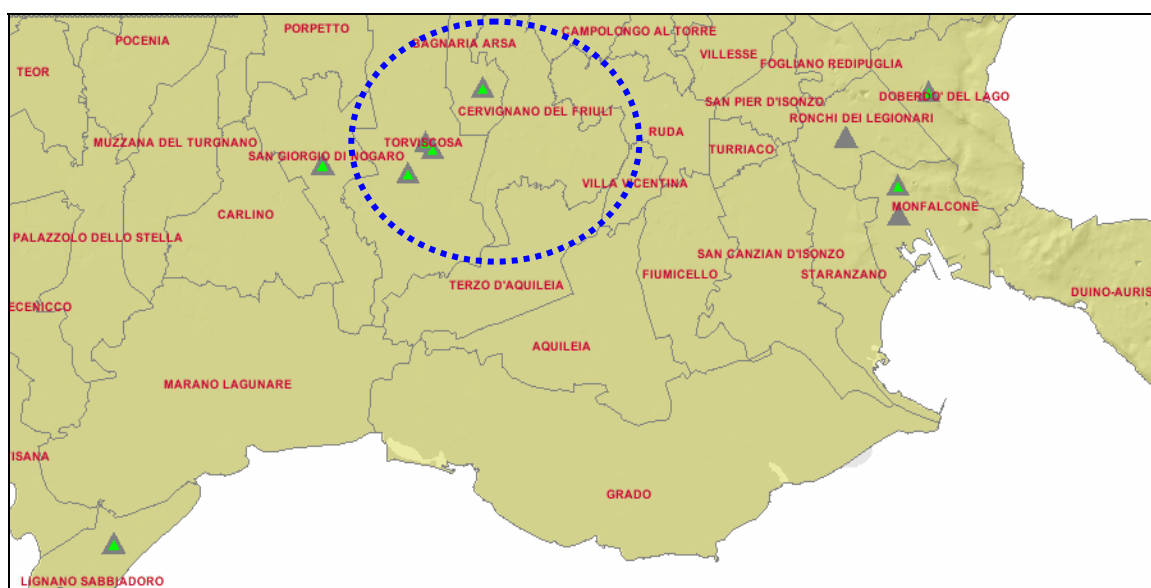 PORPETTO
POCENIA
BAGNARIA ARSA
CAMPOLONGO AL TORRE
VILLESSE
FOGLIANO REDIPUGLIA
TEOR
CERVIGNANO DEL FRIULI
SAN PIER D'ISONZO
DOBERDO' DEL LAGO
RONCHI DEI LEGIONARI
MUZZANA DEL TURGNANO
SAN GIORGIO DI NOGARO
TORVISCOSA
RUDA
TURRIACO
VILLA VICENTINA
CARLINO
MONFALCONE
PALAZZOLO DELLO STELLA
SAN CANZIAN D'ISONZO
TERZO D'AQUILEIA
FIUMICELLO
STARANZANO
DUINO-AURIS
ECENICCO
AQUILEIA
MARANO LAGUNARE
TISANA
GRADO
LIGNANO SABBIADORO